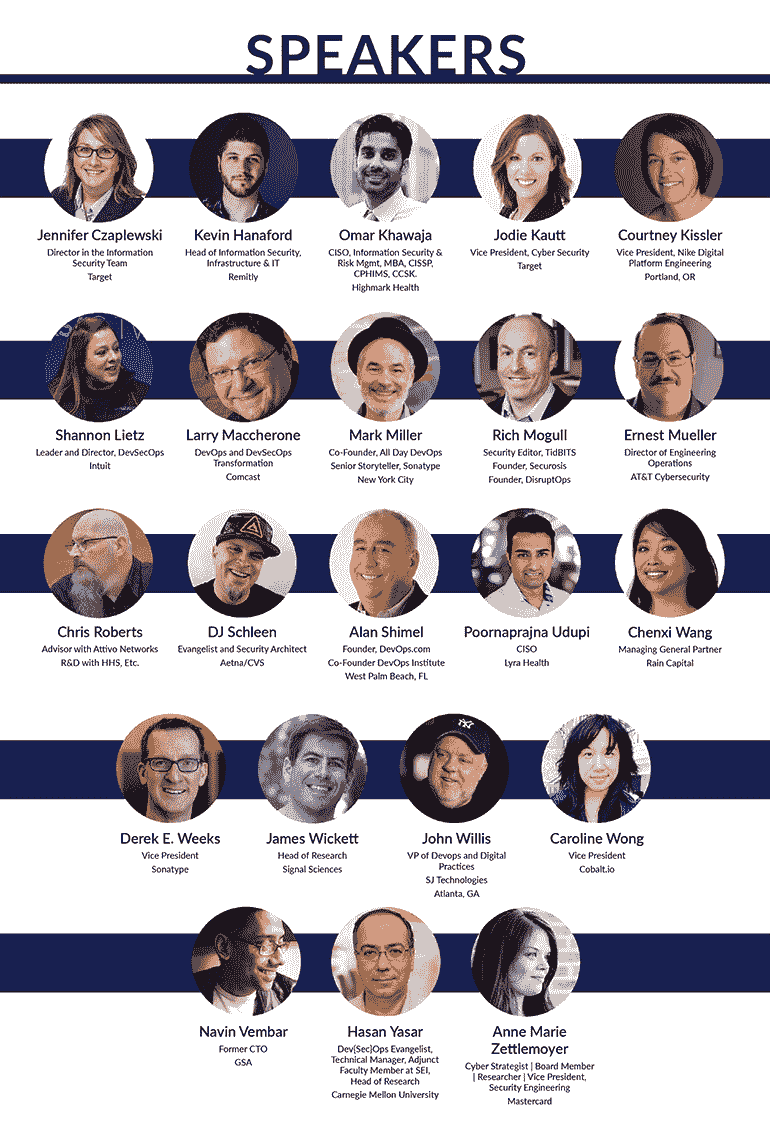 SPEAKERS
Jennifer Czaplewski
Director in the Information
Security Team
Target
Kevin Hanaford
Head of Information Security,
Infrastructure & IT
Remitly
Omar Khawaja
CISO, Information Security &
Risk Mgmt, MBA, CISSP,
CPHIMS, CCSK.
Highmark Health
Jodie Kautt
Vice President, Cyber Security
Target
Courtney Kissler
Vice President, Nike Digital
Platform Engineering
Portland, OR
Shannon Lietz
Leader and Director, DevSecOps
Intuit
Larry Maccherone
DevOps and DevSecOps
Transformation
Comcast
Mark Miller
Co-Founder, All Day DevOps
Senior Storyteller, Sonatype
New York City
Rich Mogull
Security Editor, TidBITS
Founder, Securosis
Founder, DisruptOps
Ernest Mueller
Director of Engineering
Operations
AT&T Cybersecurity
Chris Roberts
Advisor with Attivo Networks
R&D with HHS, Etc.
DJ Schleen
Evangelist and Security Architect
Aetna/CVS
Alan Shimel
Founder, DevOps.com
Co-Founder DevOps Institute
West Palm Beach, FL
Poornaprajna Udupi
CISO
Lyra Health
Chenxi Wang
Managing General Partner
Rain Capital
Derek E. Weeks
Vice President
Sonatype
James Wickett
Head of Research
Signal Sciences
John Willis
VP of Devops and Digital
Practices
SJ Technologies
Atlanta, GA
Caroline Wong
Vice President
Cobalt.io
Navin Vembar
Former CTO
GSA
Hasan Yasar
Dev{Sec}Ops Evangelist,
Technical Manager, Adjunct
Faculty Member at SEI,
Head of Research
Carnegie Mellon University
Anne Marie
Zettlemoyer
Cyber Strategist | Board Member
| Researcher | Vice President,
Security Engineering
Mastercard